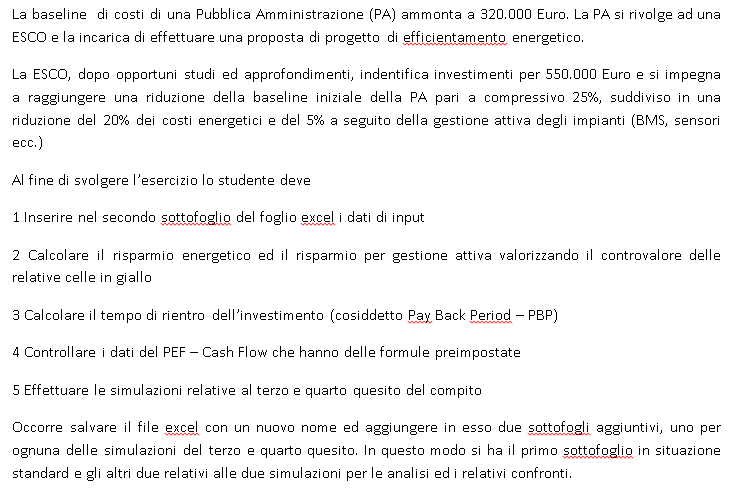 La baseline di costi di una Pubblica Amministrazione (PA) ammonta a 320.000 Euro. La PA si rivolge ad una
ESCO e la incarica di effettuare una proposta di progetto di efficientamento energetico.
La ESCO, dopo opportuni studi ed approfondimenti, indentifica investimenti per 550.000 Euro e si impegna
a raggiungere una riduzione della baseline iniziale della PA pari a compressivo 25%, suddiviso in una
riduzione del 20% dei costi energetici e del 5% a seguito della gestione attiva degli impianti (BMS, sensori
ecc.)
Al fine di svolgere l'esercizio lo studente deve
1 Inserire nel secondo sottofoglio del foglio excel i dati di input
2 Calcolare il risparmio energetico ed il risparmio per gestione attiva valorizzando il controvalore delle
relative celle in giallo
3 Calcolare il tempo di rientro dell'investimento (cosiddetto Pay Back Period – PBP)
4 Controllare i dati del PEF – Cash Flow che hanno delle formule preimpostate
5 Effettuare le simulazioni relative al terzo e quarto quesito del compito
Occorre salvare il file excel con un nuovo nome ed aggiungere in esso due sottofogli aggiuntivi, uno per
ognuna delle simulazioni del terzo e quarto quesito. In questo modo si ha il primo sottofoglio in situazione
standard e gli altri due relativi alle due simulazioni per le analisi ed i relativi confronti.